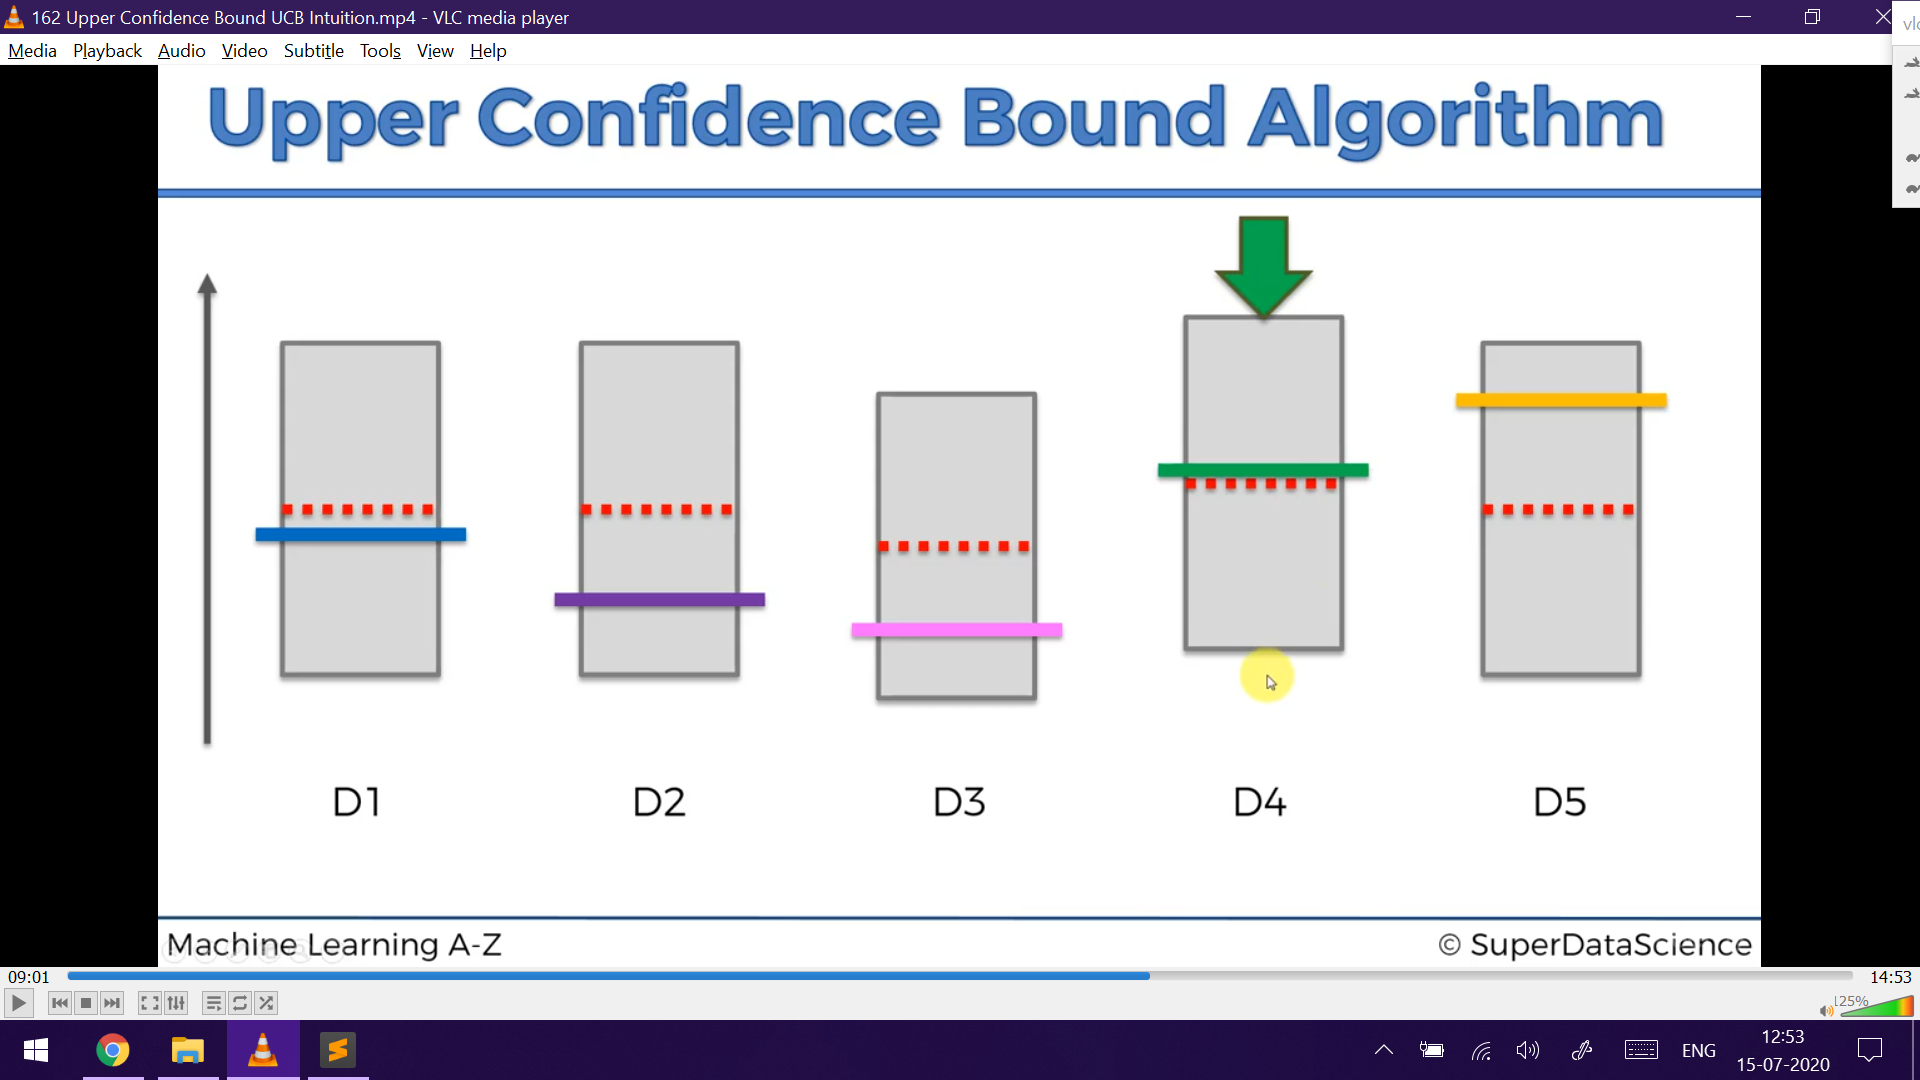 162 Upper Confidence Bound UCB Intuition.mp4 - VLC media player
Media Playback Audio Video Subtitle Tools View Help
Upper Confidence Bound Algorithm
D1 D2 D3 D4 D5
Machine Learning A-Z
© SuperDataScience
09:01
14:53
125%
ENG
12:53
15-07-2020